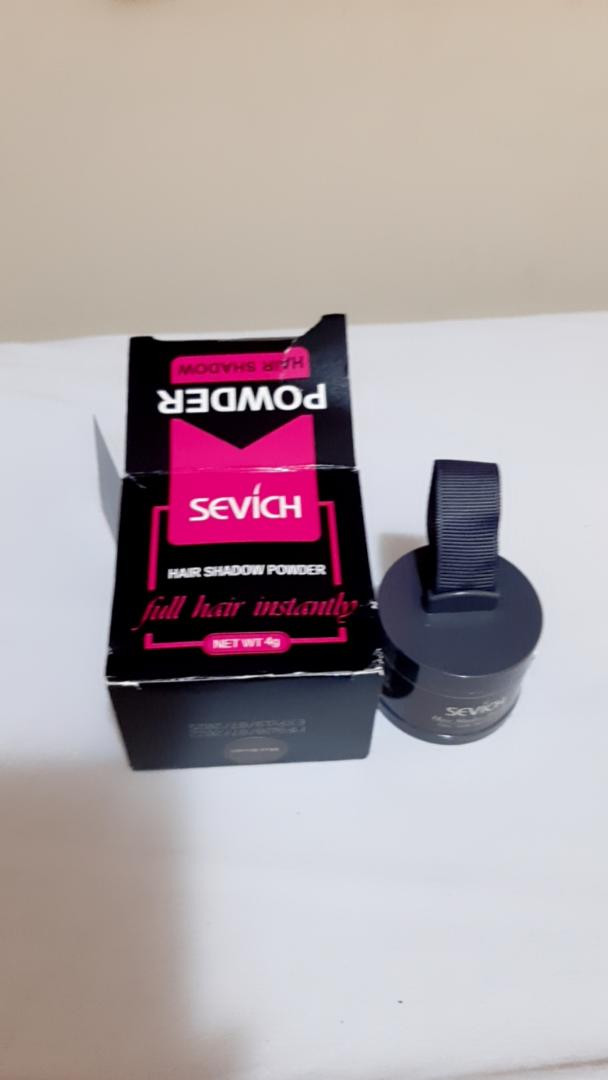 HAIR SHADOW
POWDER
SEVICH
HAIR SHADOW POWDER
full hair instantly
NET WT 4g
SEVICH